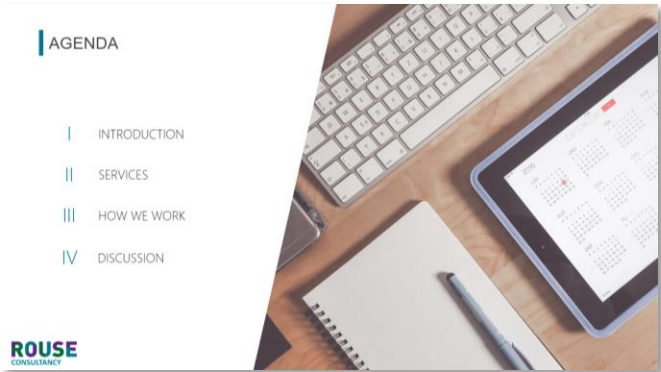 AGENDA
I INTRODUCTION
II SERVICES
III HOW WE WORK
IV DISCUSSION
ROUSE
CONSULTANCY